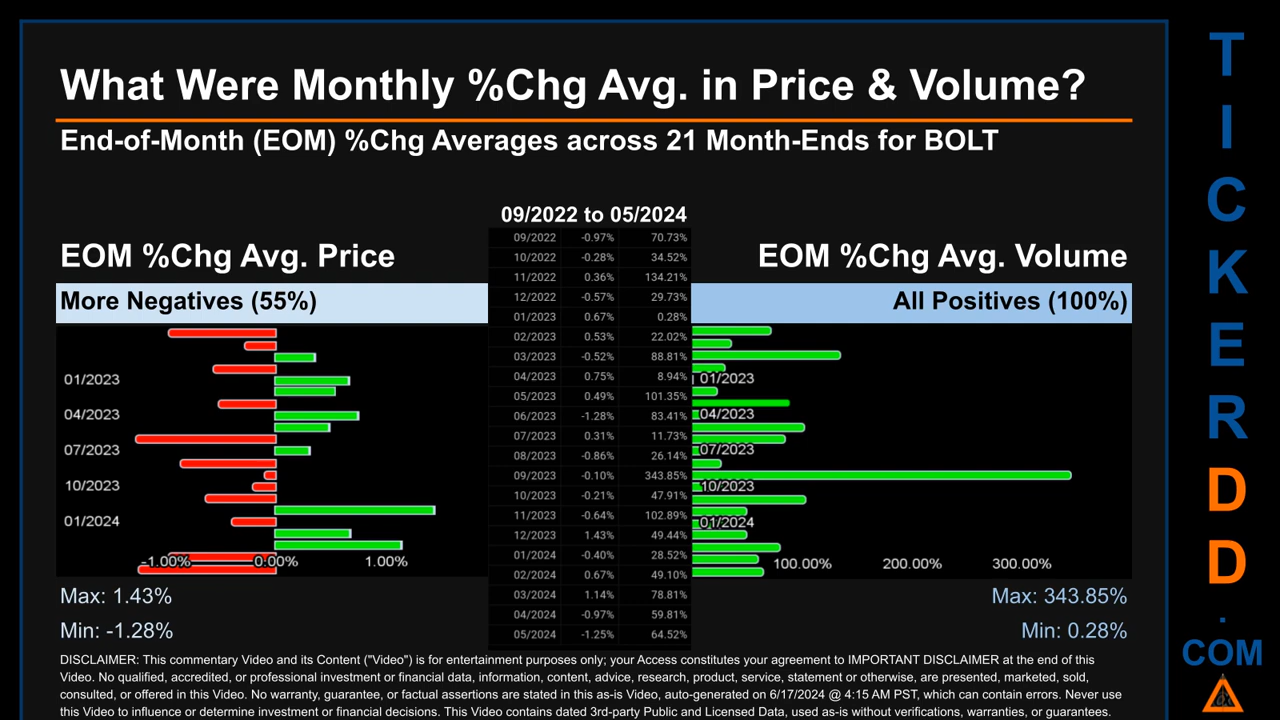 What Were Monthly %Chg Avg. in Price & Volume?
End-of-Month (EOM) %Chg Averages across 21 Month-Ends for BOLT
09/2022 to 05/2024
EOM %Chg Avg. Price
EOM %Chg Avg. Volume
More Negatives (55%)
All Positives (100%)
09/2022 -0.97% 70.73%
10/2022 -0.28% 34.52%
11/2022 0.36% 134.21%
12/2022 -0.57% 29.73%
01/2023 0.67% 0.28%
02/2023 0.53% 22.02%
03/2023 -0.52% 88.81%
04/2023 0.75% 8.94%
05/2023 0.49% 101.35%
06/2023 -1.28% 83.41%
07/2023 0.31% 11.73%
08/2023 -0.86% 26.14%
09/2023 -0.10% 343.85%
10/2023 -0.21% 47.91%
11/2023 -0.64% 102.89%
12/2023 1.43% 49.44%
01/2024 -0.40% 28.52%
02/2024 0.67% 49.10%
03/2024 1.14% 78.81%
04/2024 -0.97% 59.81%
05/2024 -1.25% 64.52%
01/2023
04/2023
07/2023
10/2023
01/2024
-1.00% 0.00% 1.00%
01/2023
04/2023
07/2023
10/2023
01/2024
100.00% 200.00% 300.00%
Max: 1.43%
Min: -1.28%
Max: 343.85%
Min: 0.28%
DISCLAIMER: This commentary Video and its Content ("Video") is for entertainment purposes only; your Access constitutes your agreement to IMPORTANT DISCLAIMER at the end of this
Video. No qualified, accredited, or professional investment or financial data, information, content, advice, research, product, service, statement or otherwise, are presented, marketed, sold,
consulted, or offered in this Video. No warranty, guarantee, or factual assertions are stated in this as-is Video, auto-generated on 6/17/2024 @ 4:15 AM PST, which can contain errors. Never use
this Video to influence or determine investment or financial decisions. This Video contains dated 3rd-party Public and Licensed Data, used as-is without verifications, warranties, or guarantees.
T
I
C
K
E
R
D
D
.
COM